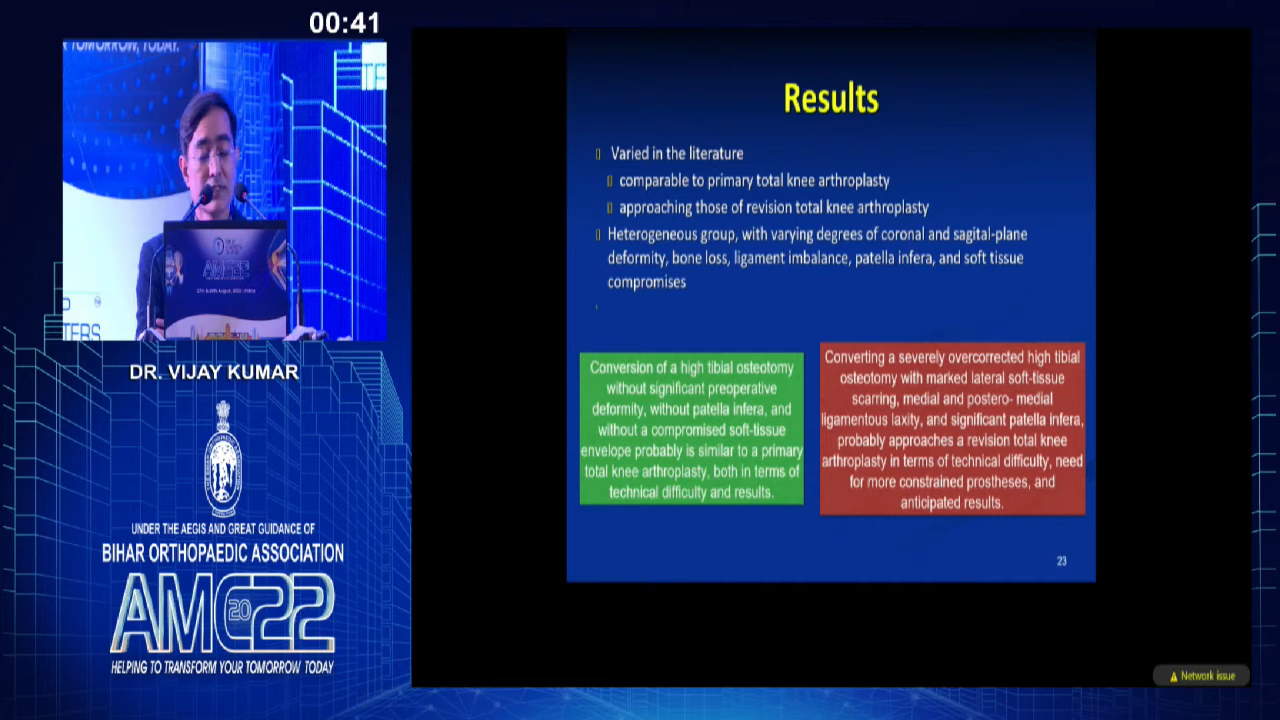 00:41
R TOMORROW, TODAY.
TE
AMC22
TERS
DR. VIJAY KUMAR
UNDER THE AEGIS AND GREAT GUIDANCE OF
BIHAR ORTHOPAEDIC ASSOCIATION
AMC2022
HELPING TO TRANSFORM YOUR TOMORROW TODAY
Results
Varied in the literature
comparable to primary total knee arthroplasty
approaching those of revision total knee arthroplasty
Heterogeneous group, with varying degrees of coronal and sagital-plane
deformity, bone loss, ligament imbalance, patella infera, and soft tissue
compromises
Conversion of a high tibial osteotomy
without significant preoperative
deformity, without patella infera, and
without a compromised soft-tissue
envelope probably is similar to a primary
total knee arthroplasty, both in terms of
technical difficulty and results.
Converting a severely overcorrected high tibial
osteotomy with marked lateral soft-tissue
scarring, medial and postero- medial
ligamentous laxity, and significant patella infera,
probably approaches a revision total knee
arthroplasty in terms of technical difficulty, need
for more constrained prostheses, and
anticipated results.
23
Network issue